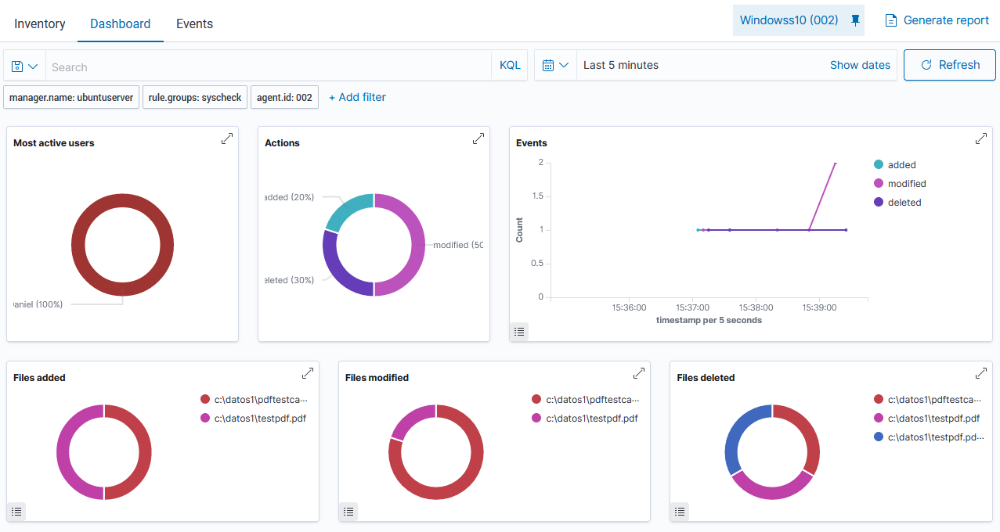 Inventory Dashboard Events Windowss10 (002) Generate report
Search KQL Last 5 minutes Show dates Refresh
manager.name: ubuntuserver rule.groups: syscheck agent.id: 002 + Add filter
Most active users
aniel (100%)
Actions
added (20%)
modified (50
eleted (30%)
Events
2
1.5
1
0.5
0
Count
15:36:00 15:37:00 15:38:00 15:39:00
timestamp per 5 seconds
added
modified
deleted
Files added
c:\datos1\pdftestca...
c:\datos1\testpdf.pdf
Files modified
c:\datos1\pdftestca...
c:\datos1\testpdf.pdf
Files deleted
c:\datos1\pdftestca...
c:\datos1\testpdf.pdf
c:\datos1\testpdf.pd...